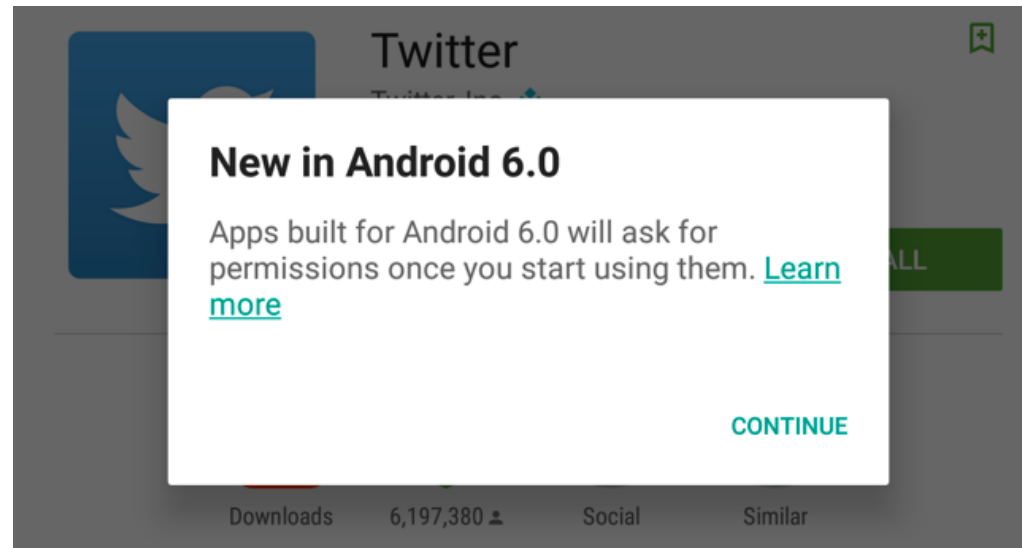 Twitter
New in Android 6.0
Apps built for Android 6.0 will ask for
permissions once you start using them. Learn
more
ALL
CONTINUE
Downloads
6,197,380
Social
Similar